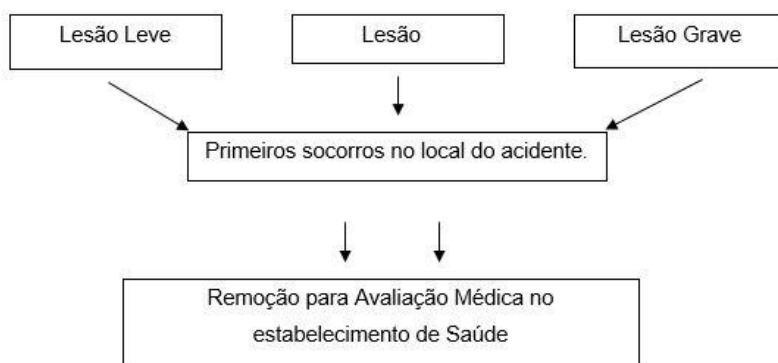 Lesão Leve
Lesão
Lesão Grave
Primeiros socorros no local do acidente.
Remoção para Avaliação Médica no
estabelecimento de Saúde